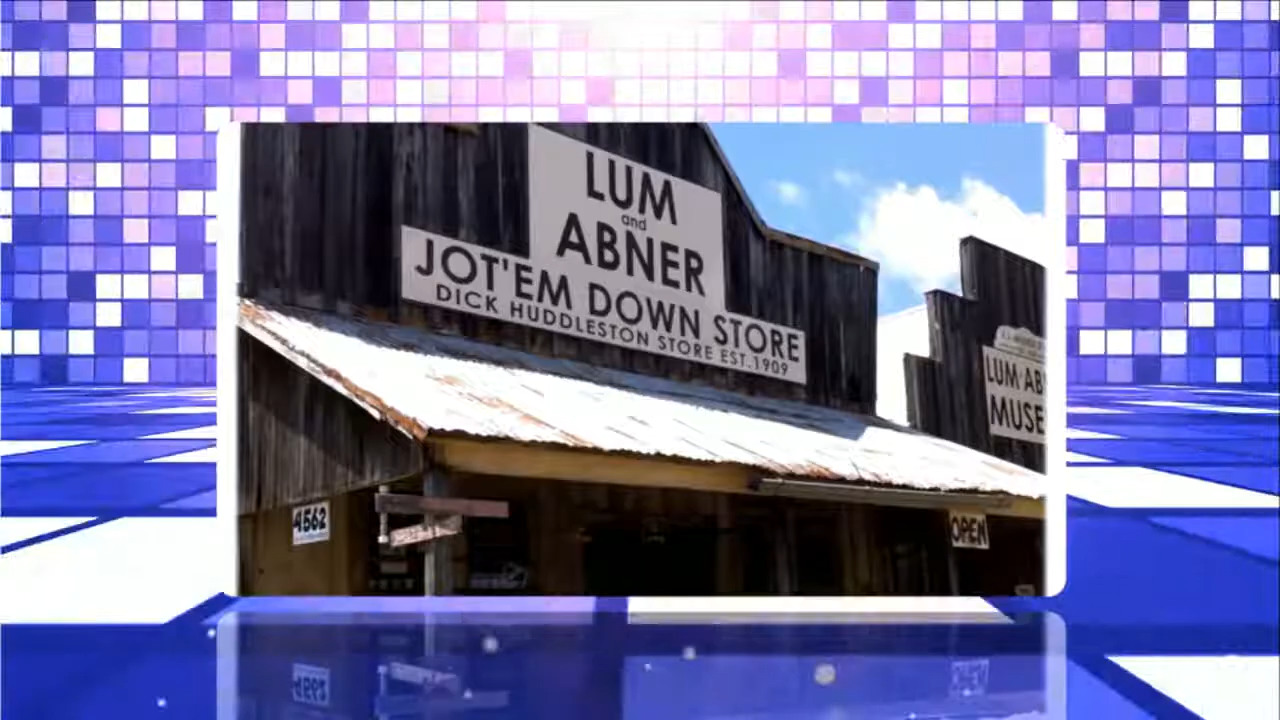 LUM
and
ABNER
JOT'EM DOWN STORE
DICK HUDDLESTON STORE EST.1909
LUM AB
MUSE
4562
OPEN